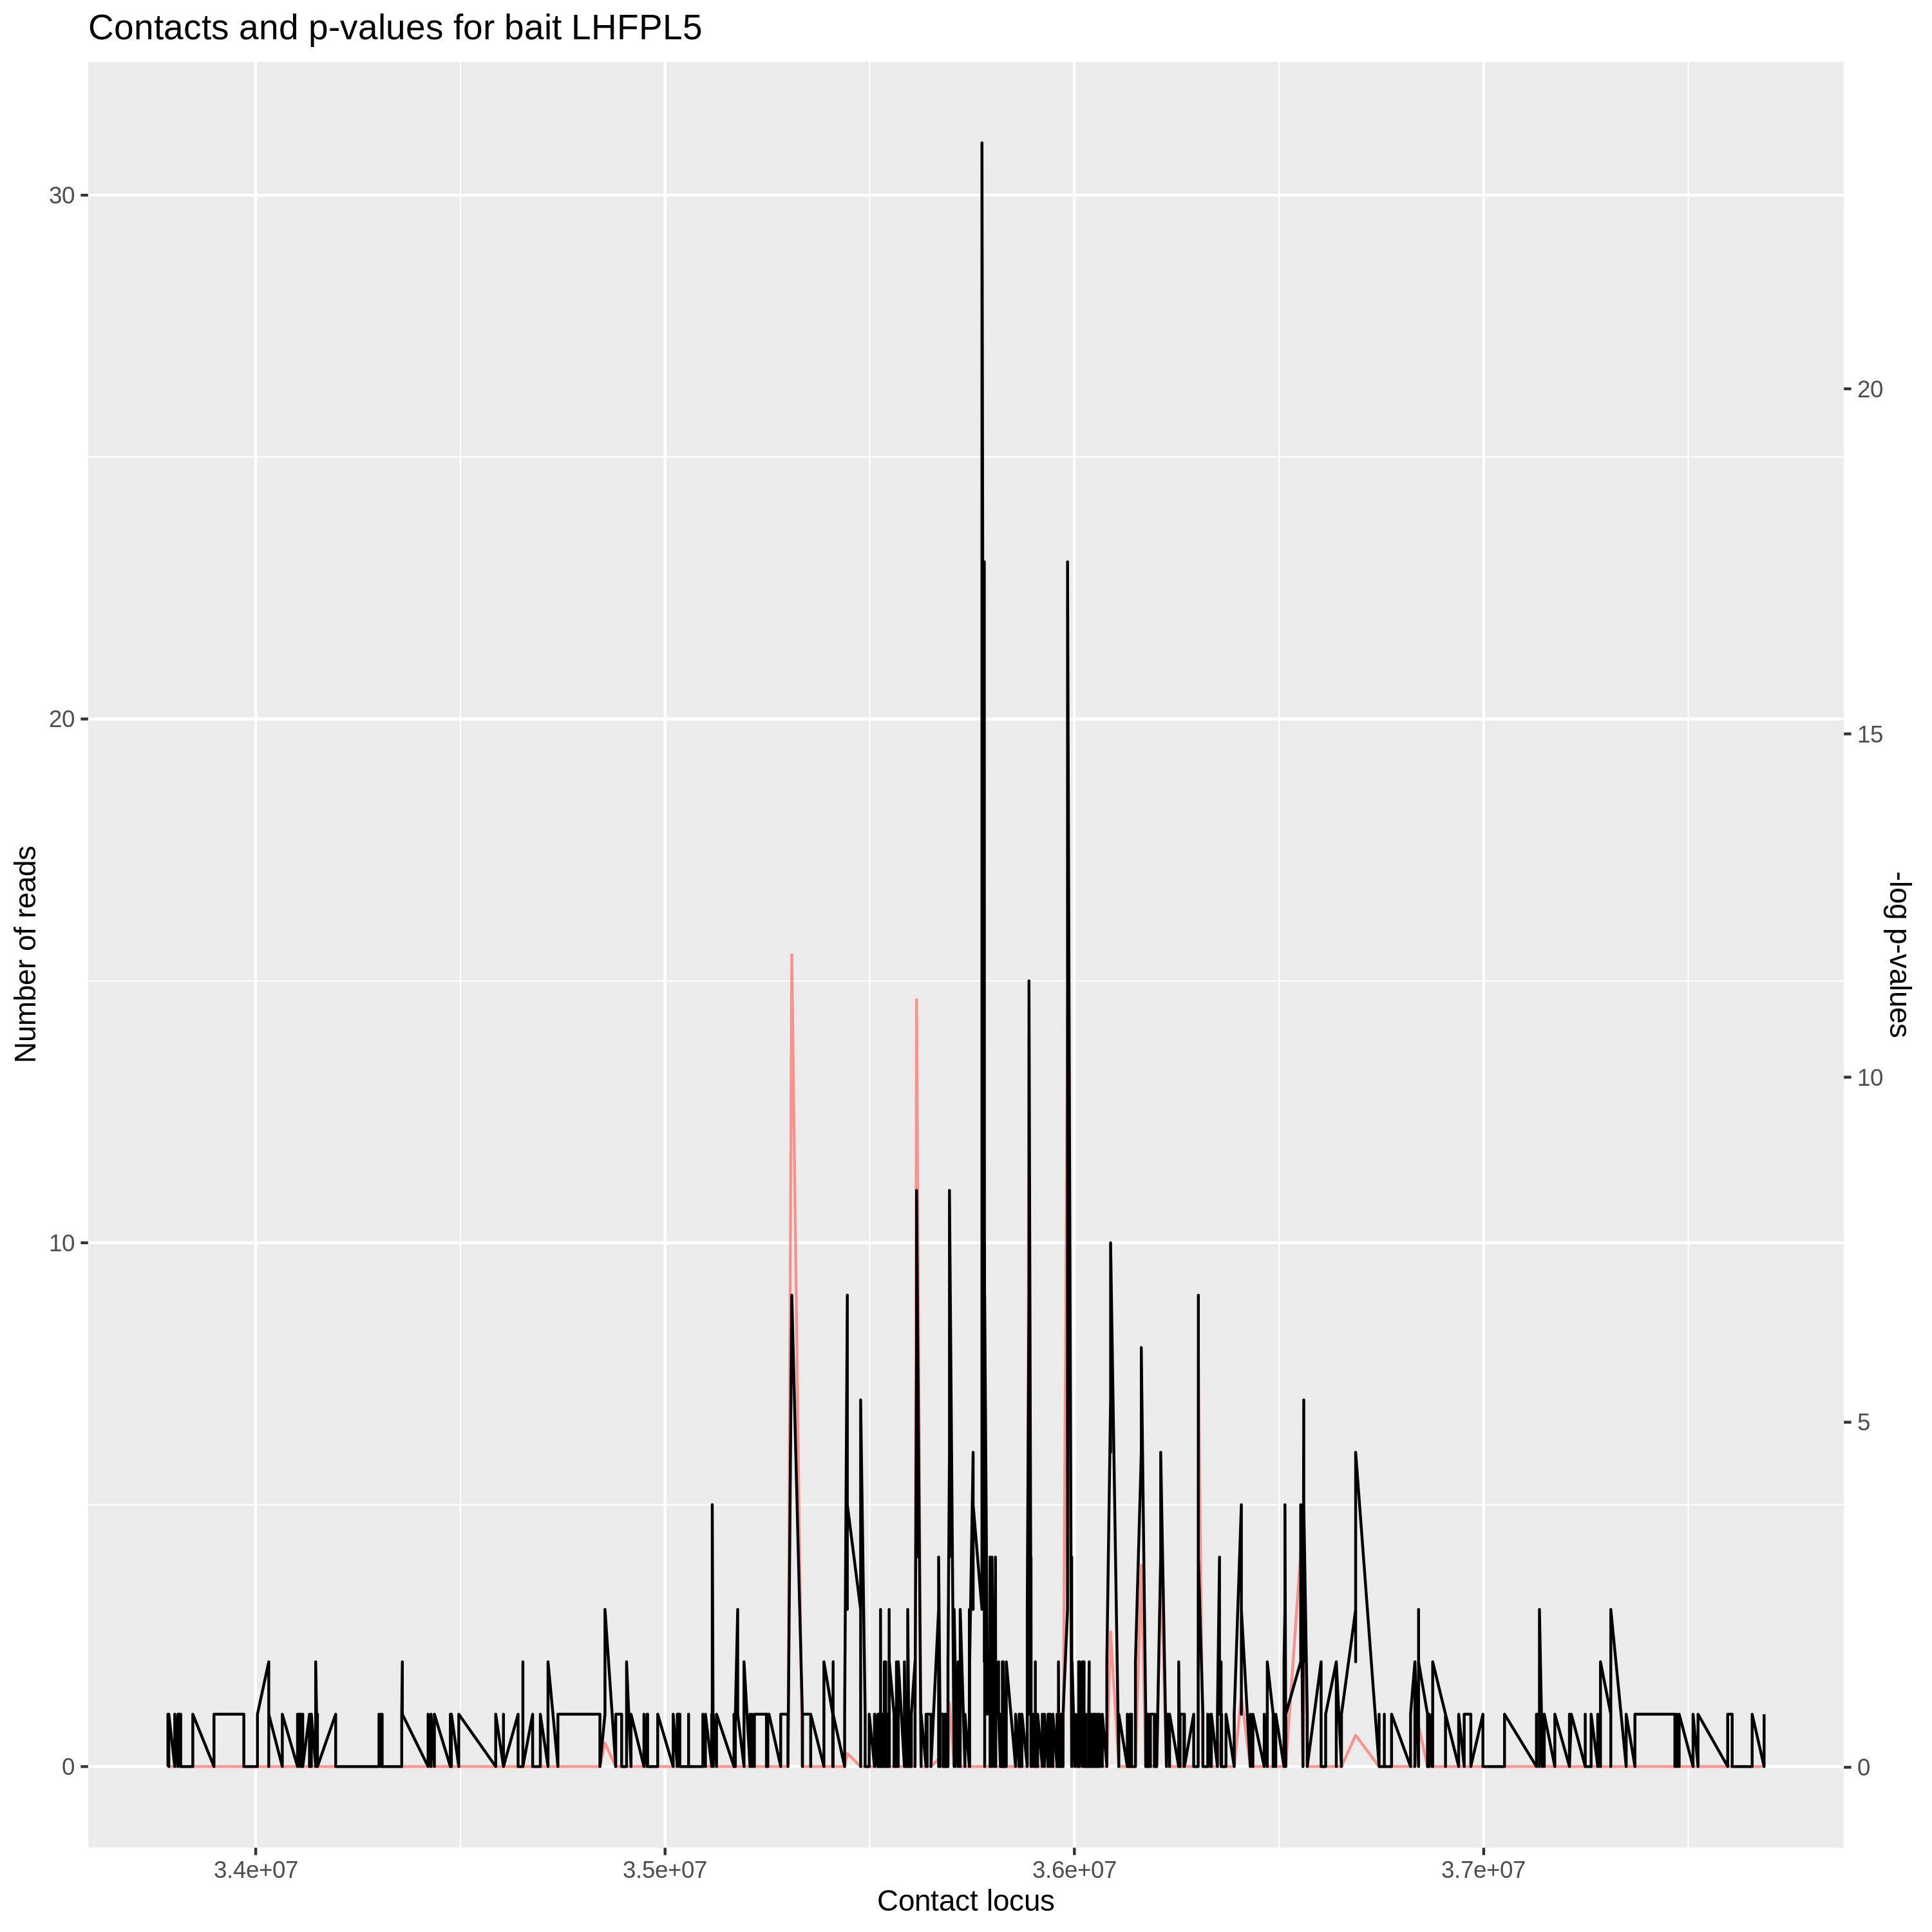 Contacts and p-values for bait LHFPL5
30
20
10
0
Number of reads
20
15
10
5
0
-log p-values
3.4e+07
3.5e+07
3.6e+07
3.7e+07
Contact locus